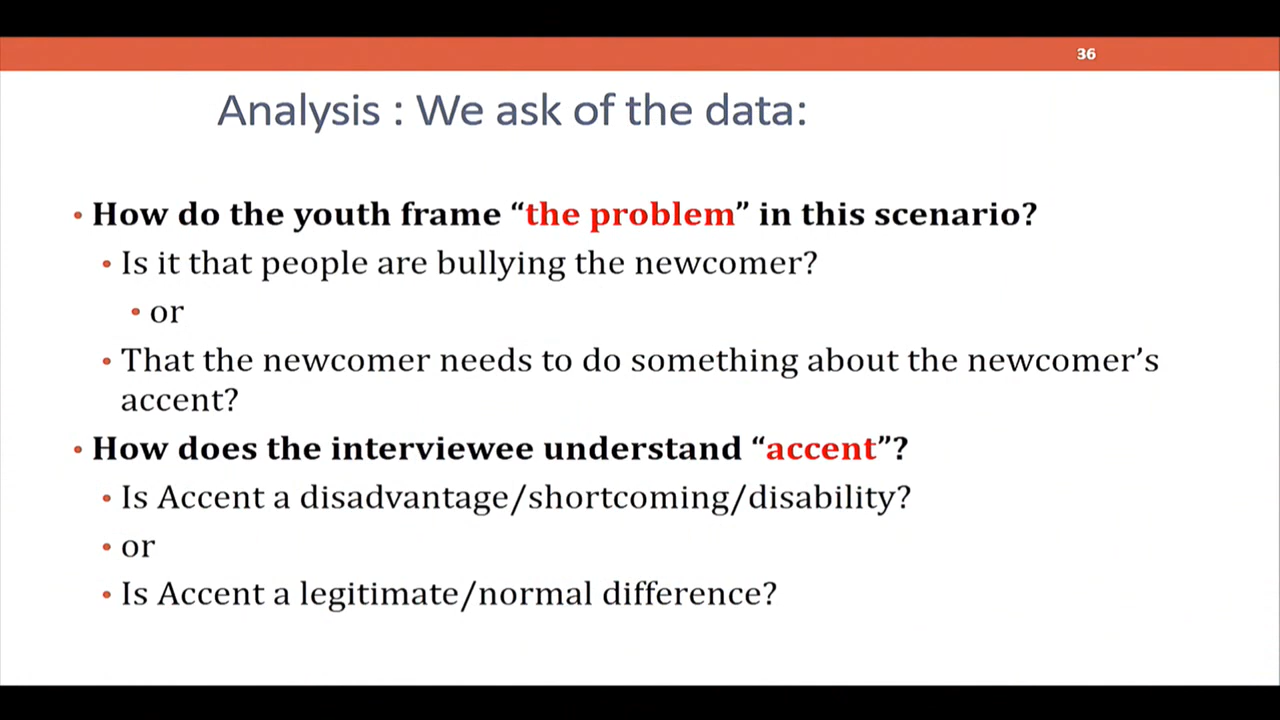 36
Analysis : We ask of the data:
• How do the youth frame “the problem” in this scenario?
• Is it that people are bullying the newcomer?
• or
• That the newcomer needs to do something about the newcomer’s
accent?
• How does the interviewee understand “accent”?
• Is Accent a disadvantage/shortcoming/disability?
• or
• Is Accent a legitimate/normal difference?